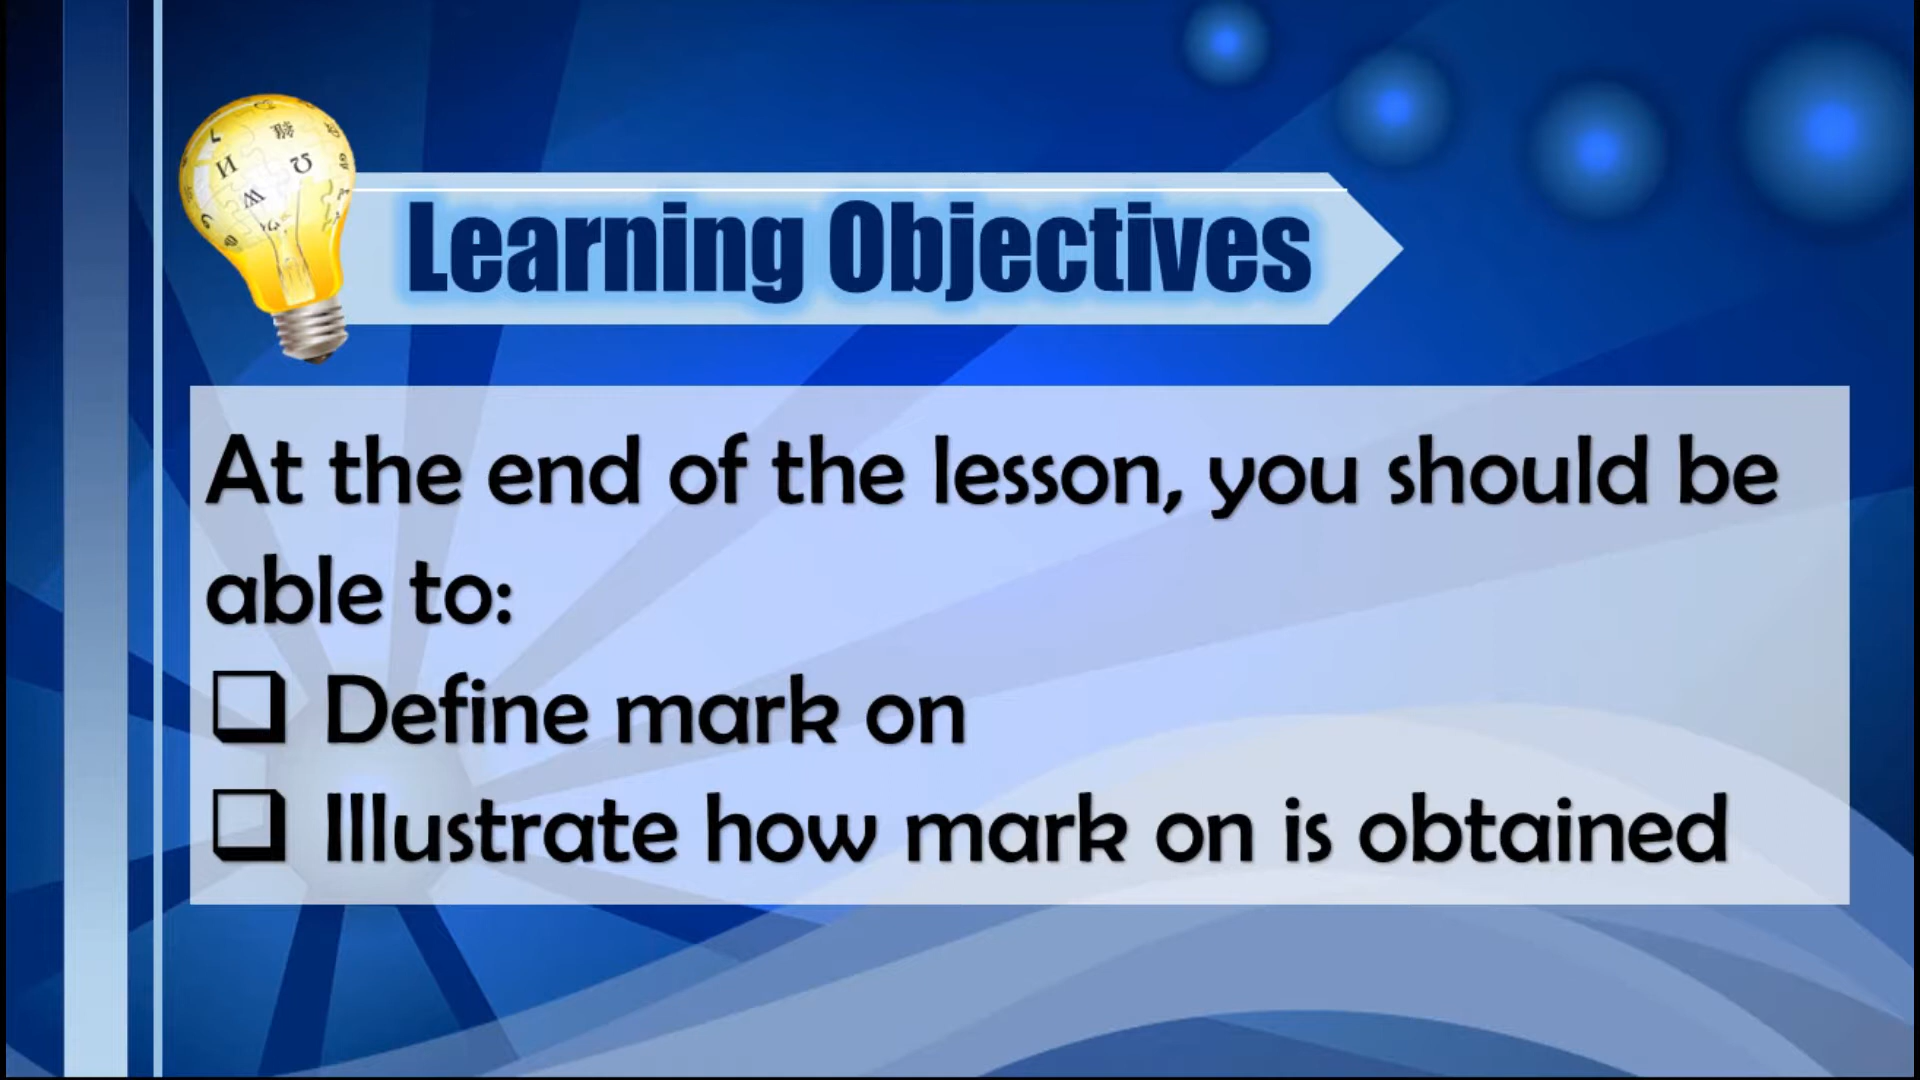 Learning Objectives
At the end of the lesson, you should be
able to:
❑ Define mark on
❑ Illustrate how mark on is obtained